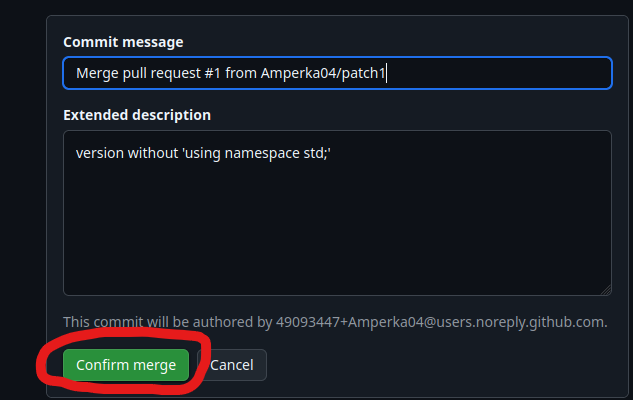 Commit message
Merge pull request #1 from Amperka04/patch1
Extended description
version without 'using namespace std;'
This commit will be authored by 49093447+Amperka04@users.noreply.github.com.
Confirm merge Cancel